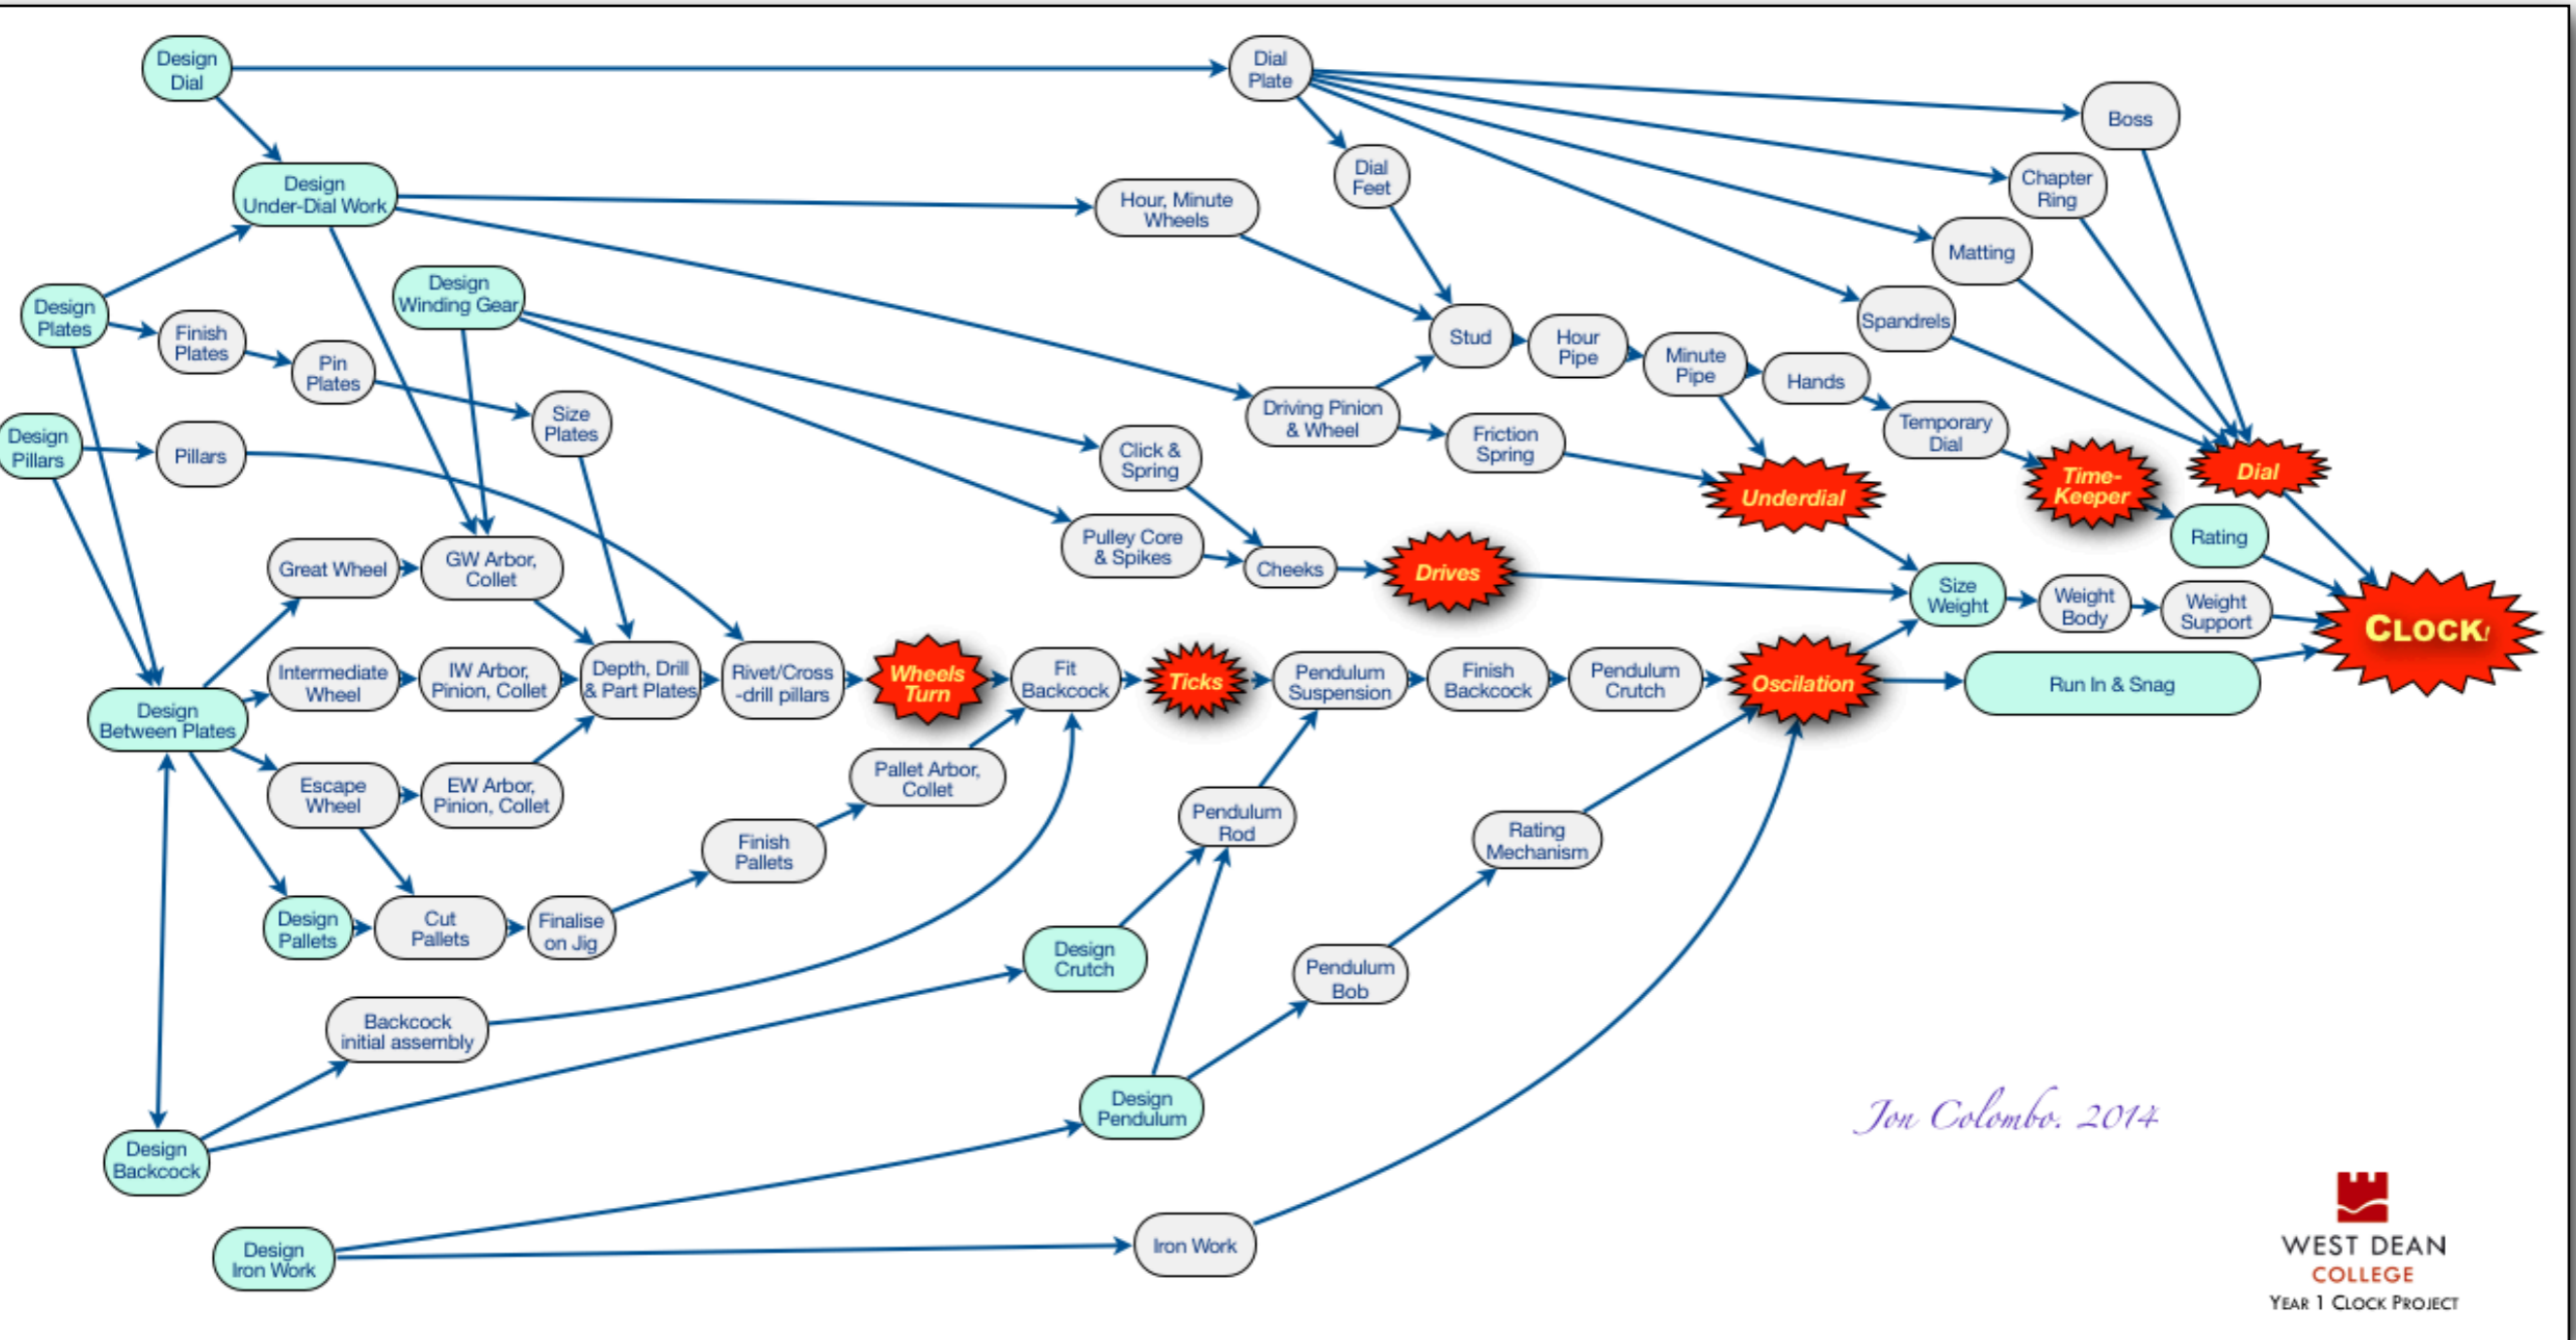 Design
Dial
Dial
Plate
Boss
Dial
Feet
Chapter
Ring
Design
Under-Dial Work
Hour, Minute
Wheels
Matting
Design
Winding Gear
Design
Plates
Finish
Plates
Pin
Plates
Spandrels
Stud
Hour
Pipe
Minute
Pipe
Hands
Size
Plates
Driving Pinion
& Wheel
Friction
Spring
Temporary
Dial
Design
Pillars
Pillars
Click &
Spring
Underdial
Time-
Keeper
Dial
Rating
Pulley Core
& Spikes
Cheeks
Drives
Great Wheel
GW Arbor,
Collet
Size
Weight
Weight
Body
Weight
Support
CLOCK!
Intermediate
Wheel
IW Arbor,
Pinion, Collet
Depth, Drill
& Part Plates
Rivet/Cross
-drill pillars
Wheels
Turn
Fit
Backcock
Ticks
Pendulum
Suspension
Finish
Backcock
Pendulum
Crutch
Oscilation
Run In & Snag
Design
Between Plates
Escape
Wheel
EW Arbor,
Pinion, Collet
Pallet Arbor,
Collet
Pendulum
Rod
Rating
Mechanism
Finish
Pallets
Design
Pallets
Cut
Pallets
Finalise
on Jig
Design
Crutch
Pendulum
Bob
Backcock
initial assembly
Design
Pendulum
Design
Backcock
Design
Iron Work
Iron Work
Jon Colombo. 2014
WEST DEAN
COLLEGE
YEAR 1 CLOCK PROJECT